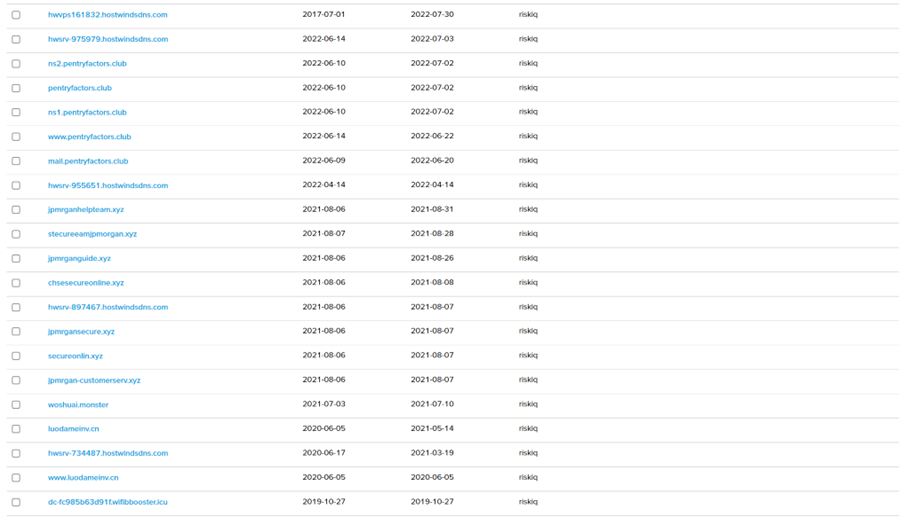 hwvps161832.hostwindsdns.com 2017-07-01 2022-07-30 riskiq
hwsrv-975979.hostwindsdns.com 2022-06-14 2022-07-03 riskiq
ns2.pentryfactors.club 2022-06-10 2022-07-02 riskiq
pentryfactors.club 2022-06-10 2022-07-02 riskiq
ns1.pentryfactors.club 2022-06-10 2022-07-02 riskiq
www.pentryfactors.club 2022-06-14 2022-06-22 riskiq
mail.pentryfactors.club 2022-06-09 2022-06-20 riskiq
hwsrv-955651.hostwindsdns.com 2022-04-14 2022-04-14 riskiq
jpmrganhelpteam.xyz 2021-08-06 2021-08-31 riskiq
stecureeamjpmorgan.xyz 2021-08-07 2021-08-28 riskiq
jpmrganguide.xyz 2021-08-06 2021-08-26 riskiq
chsesecureonline.xyz 2021-08-06 2021-08-08 riskiq
hwsrv-897467.hostwindsdns.com 2021-08-06 2021-08-07 riskiq
jpmrgansecure.xyz 2021-08-06 2021-08-07 riskiq
secureonlin.xyz 2021-08-06 2021-08-07 riskiq
jpmrgan-customerserv.xyz 2021-08-06 2021-08-07 riskiq
woshuai.monster 2021-07-03 2021-07-10 riskiq
luodameinv.cn 2020-06-05 2021-05-14 riskiq
hwsrv-734487.hostwindsdns.com 2020-06-17 2021-03-19 riskiq
www.luodameinv.cn 2020-06-05 2020-06-05 riskiq
dc-fc985b63d91f.wifibbooster.icu 2019-10-27 2019-10-27 riskiq